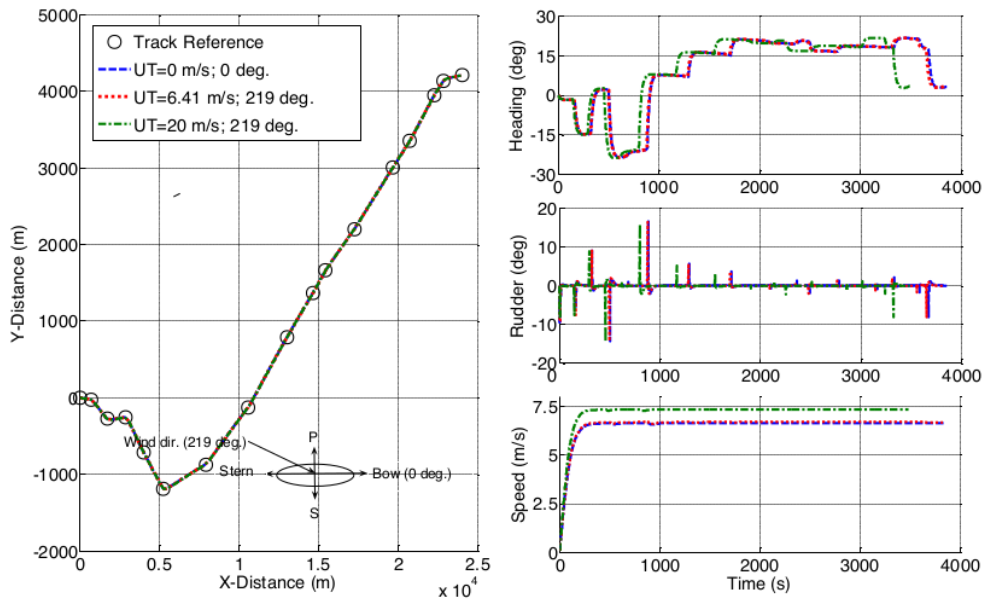 5000
4000
3000
2000
1000
0
-1000
-2000
Y-Distance (m)
Track Reference
UT=0 m/s; 0 deg.
UT=6.41 m/s; 219 deg.
UT=20 m/s; 219 deg.
Wind dir. (219 deg.)
P
Stern
Bow (0 deg.)
S
0 0.5 1 1.5 2 2.5
X-Distance (m)
x 10⁴
30
15
0
-15
-30
Heading (deg)
0 1000 2000 3000 4000
20
10
0
-10
-20
Rudder (deg)
0 1000 2000 3000 4000
7.5
5
2.5
0
Speed (m/s)
0 1000 2000 3000 4000
Time (s)